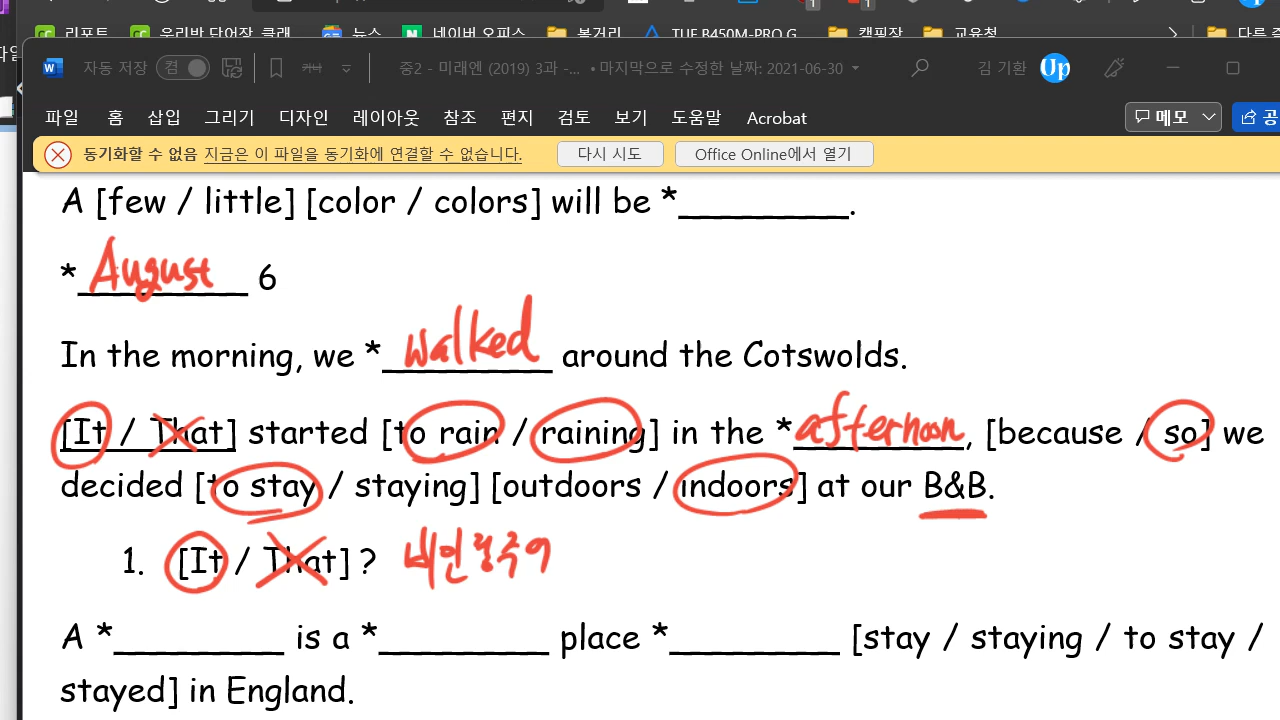 리포트 우리반 단어장 클래 뉴스 네이버 오피스 볼거리 TUF B450M-PRO G 캠핑장 교육청 다른
자동 저장 켬 가나 중2 - 미래엔 (2019) 3과 -... • 마지막으로 수정한 날짜: 2021-06-30 김 기환 Up
파일 홈 삽입 그리기 디자인 레이아웃 참조 편지 검토 보기 도움말 Acrobat 메모 공
동기화할 수 없음 지금은 이 파일을 동기화에 연결할 수 없습니다. 다시 시도 Office Online에서 열기
A [few / little] [color / colors] will be *________.
*August 6
In the morning, we *walked around the Cotswolds.
[It / That] started [to rain / raining] in the *afternoon, [because / so] we
decided [to stay / staying] [outdoors / indoors] at our B&B.
1. [It / That] ? 비인칭주어
A *________ is a *________ place *________ [stay / staying / to stay /
stayed] in England.